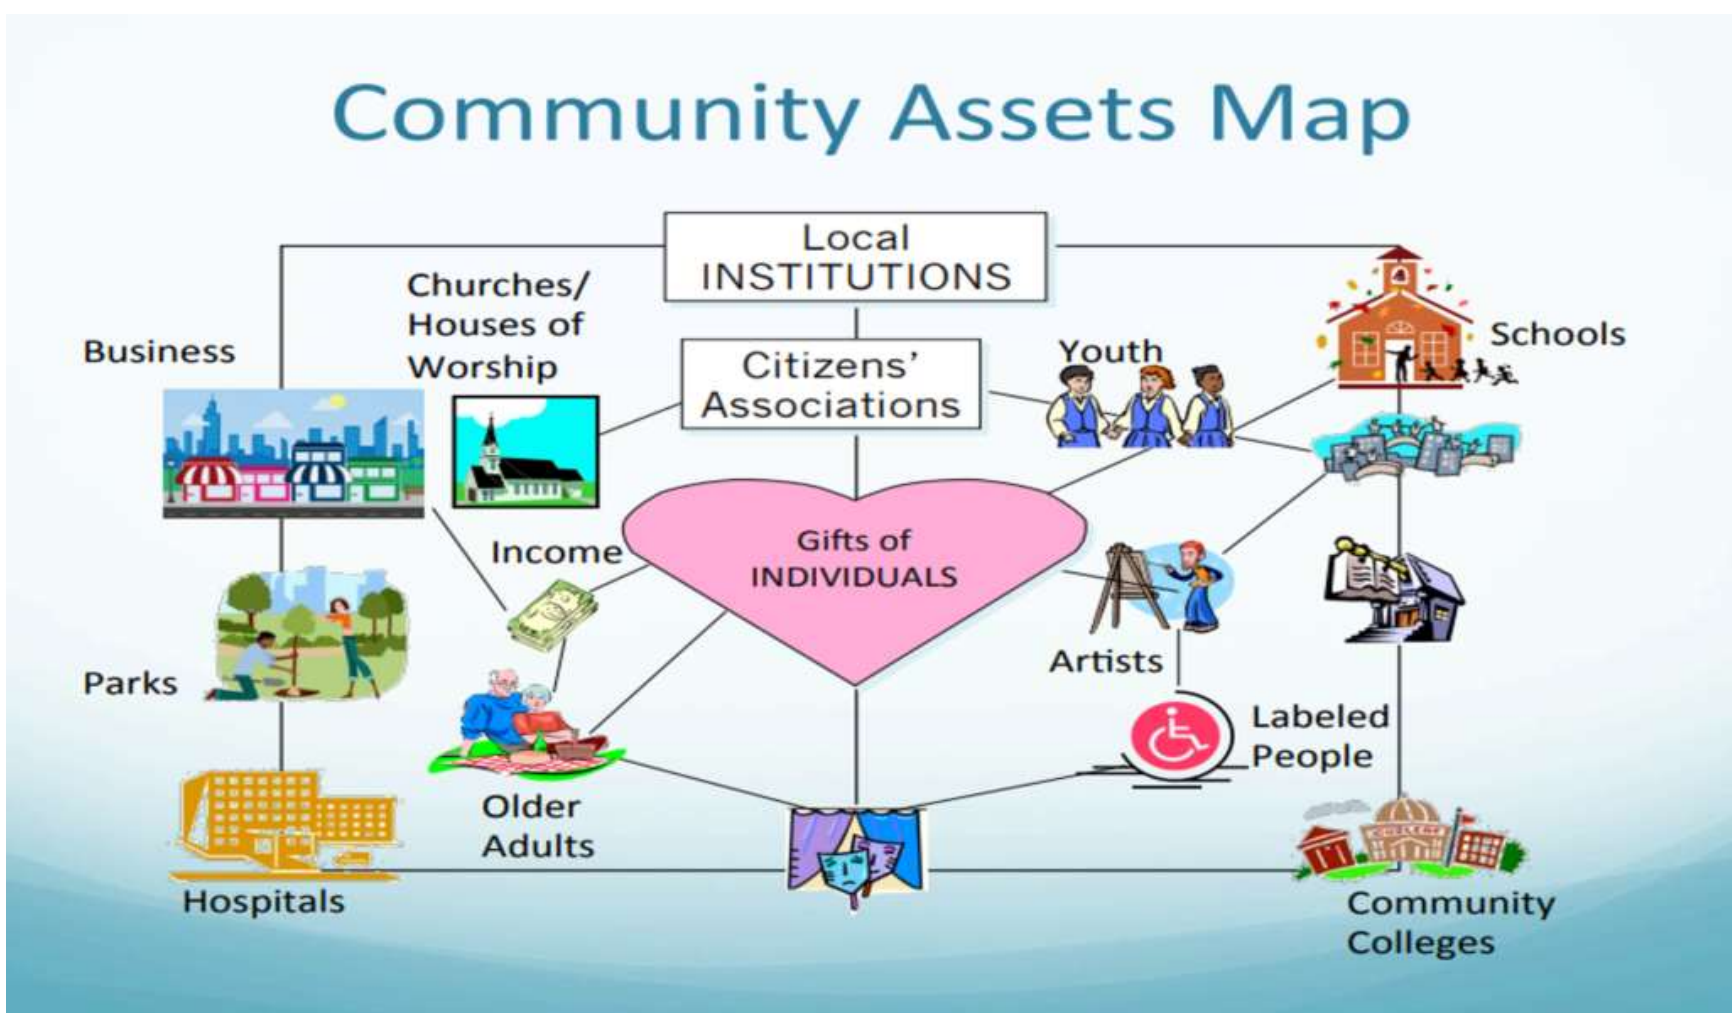 Community Assets Map
Local
INSTITUTIONS
Churches/
Houses of
Worship
Business
Citizens’
Associations
Youth
Schools
Income
Gifts of
INDIVIDUALS
Parks
Artists
Labeled
People
Older
Adults
Hospitals
Community
Colleges